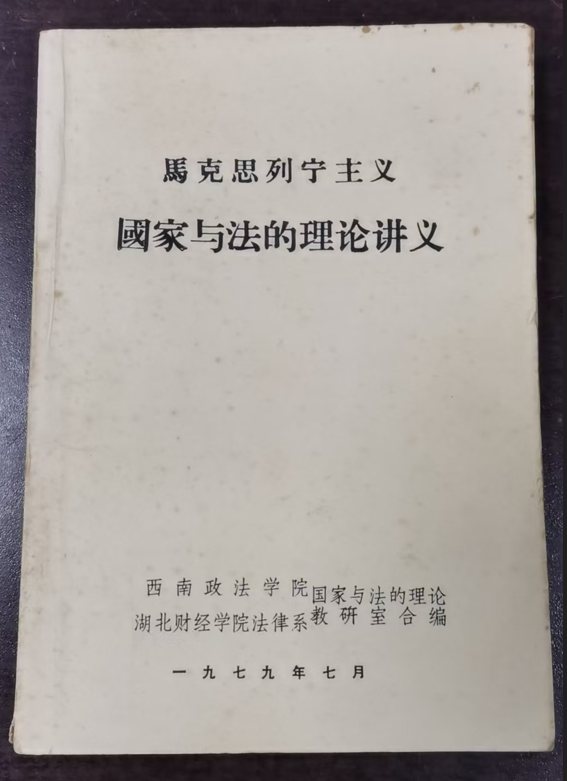 馬克思列宁主义
國家与法的理论讲义
西南政法学院国家与法的理论
湖北财经学院法律系教研室合编
一九七九年七月